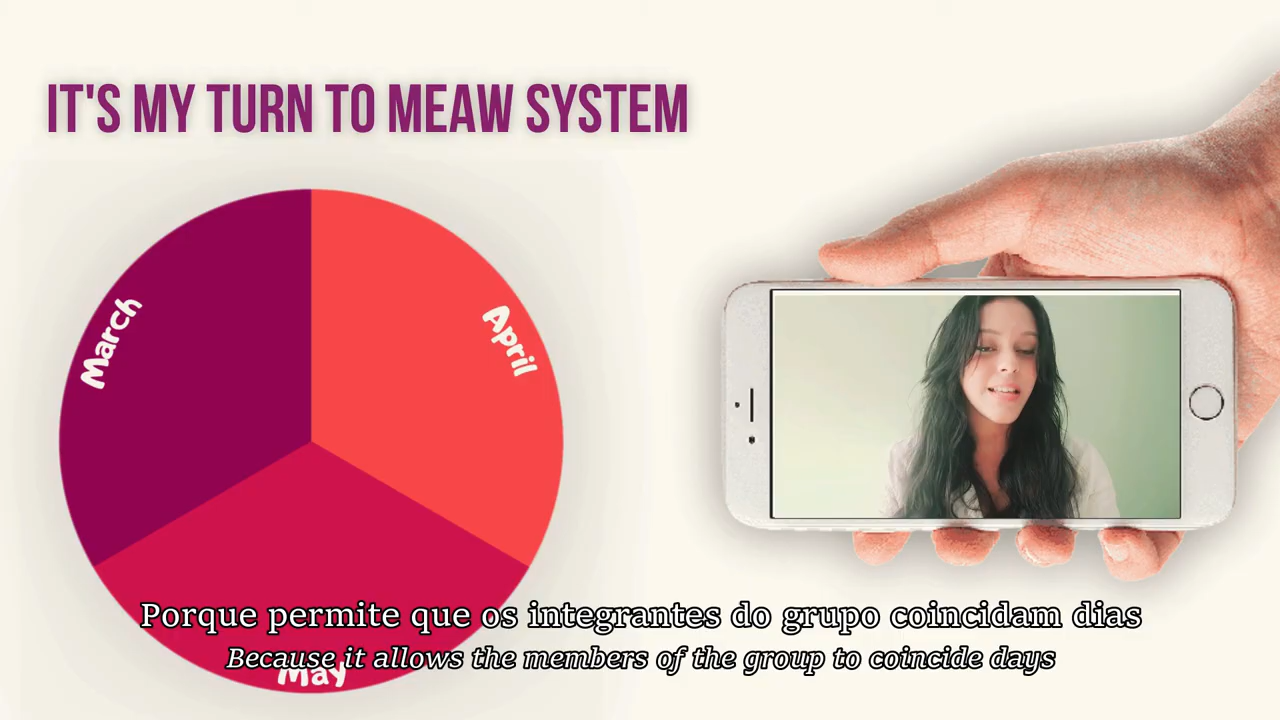 IT'S MY TURN TO MEAW SYSTEM
March
April
May
Porque permite que os integrantes do grupo coincidam dias
Because it allows the members of the group to coincide days